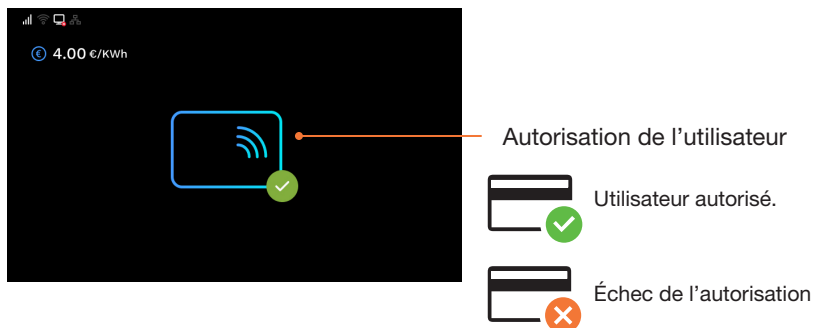 4.00 €/KWh
Autorisation de l'utilisateur
Utilisateur autorisé.
Échec de l'autorisation